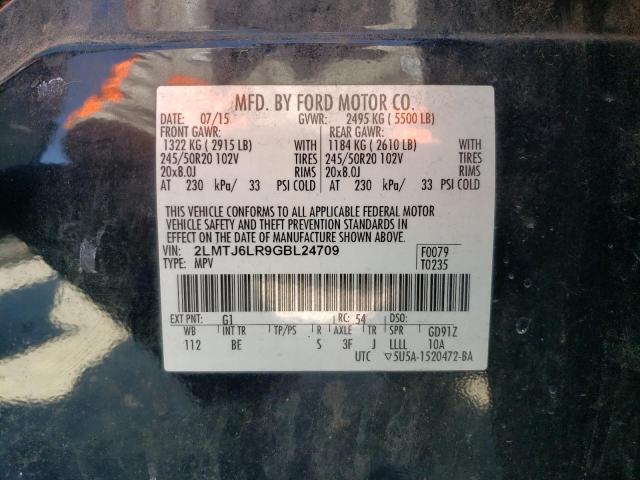 MFD. BY FORD MOTOR CO.
DATE: 07/15 GVWR: 2495 KG ( 5500 LB)
FRONT GAWR: REAR GAWR:
1322 KG ( 2915 LB) WITH 1184 KG ( 2610 LB) WITH
245/50R20 102V TIRES 245/50R20 102V TIRES
20x8.0J RIMS 20x8.0J RIMS
AT 230 kPa/ 33 PSI COLD AT 230 kPa/ 33 PSI COLD
THIS VEHICLE CONFORMS TO ALL APPLICABLE FEDERAL MOTOR
VEHICLE SAFETY AND THEFT PREVENTION STANDARDS IN
EFFECT ON THE DATE OF MANUFACTURE SHOWN ABOVE.
VIN: 2LMTJ6LR9GBL24709 F0079
TYPE: MPV T0235
EXT PNT: G1 RC: 54 DSO:
WB INT TR TP/PS R AXLE TR SPR GD91Z
112 BE S 3F J LLLL 10A
UTC ▽5U5A-1520472-BA